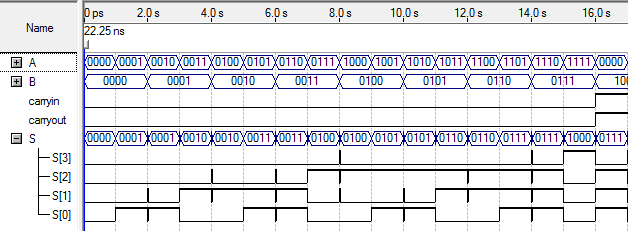 Name
0 ps 2.0 s 4.0 s 6.0 s 8.0 s 10.0 s 12.0 s 14.0 s 16.0 s
22.25 ns
A 0000 0001 0010 0011 0100 0101 0110 0111 1000 1001 1010 1011 1100 1101 1110 1111 0000
B 0000 0001 0010 0011 0100 0101 0110 0111 100
carryin
carryout
S 0000 0001 0001 0010 0010 0011 0011 0100 0100 0101 0101 0110 0110 0111 0111 1000 0111
S[3]
S[2]
S[1]
S[0]